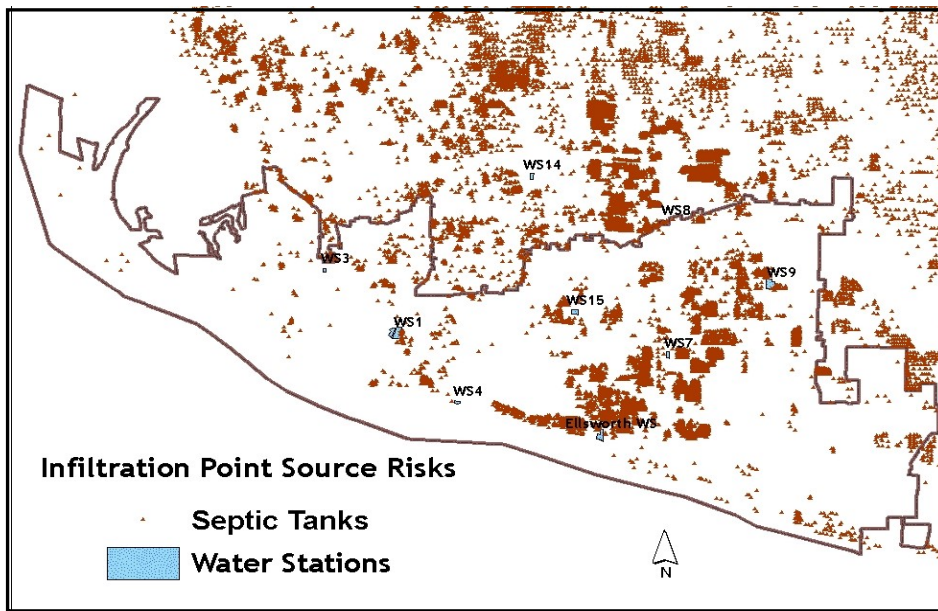 WS14
WS8
WS3
WS9
WS15
WS1
WS7
WS4
Ellsworth WS
Infiltration Point Source Risks
Septic Tanks
Water Stations
N